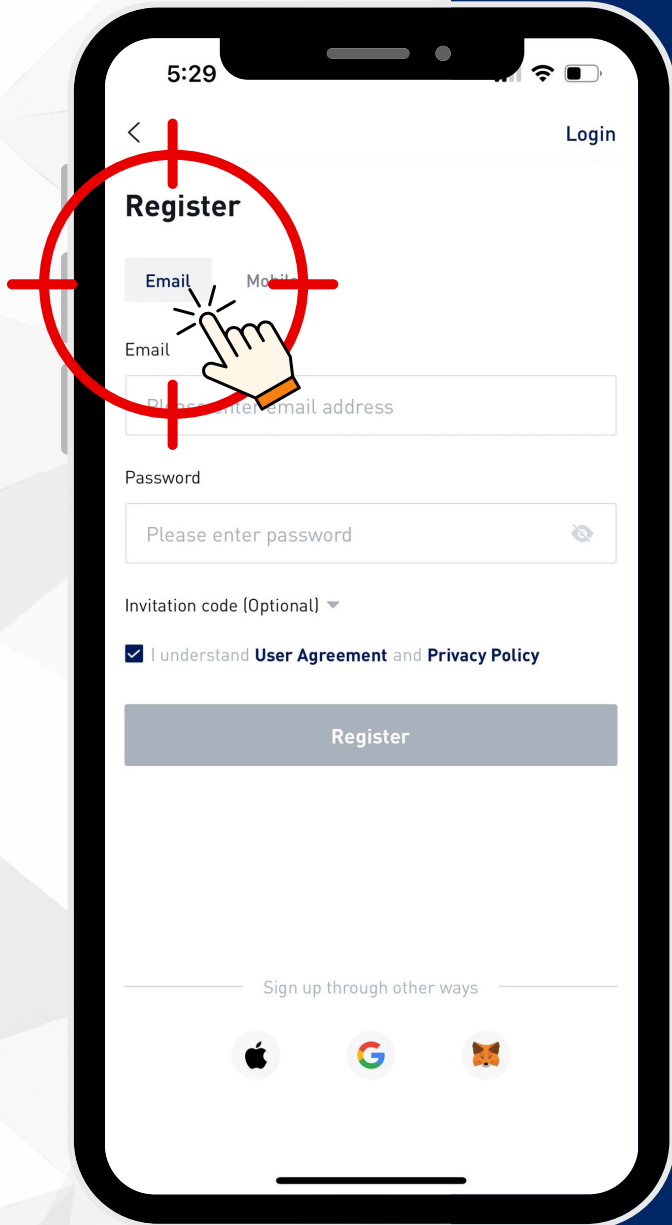 5:29
Login
Register
Email Mobile
Email
Please enter email address
Password
Please enter password
Invitation code (Optional)
I understand User Agreement and Privacy Policy
Register
Sign up through other ways